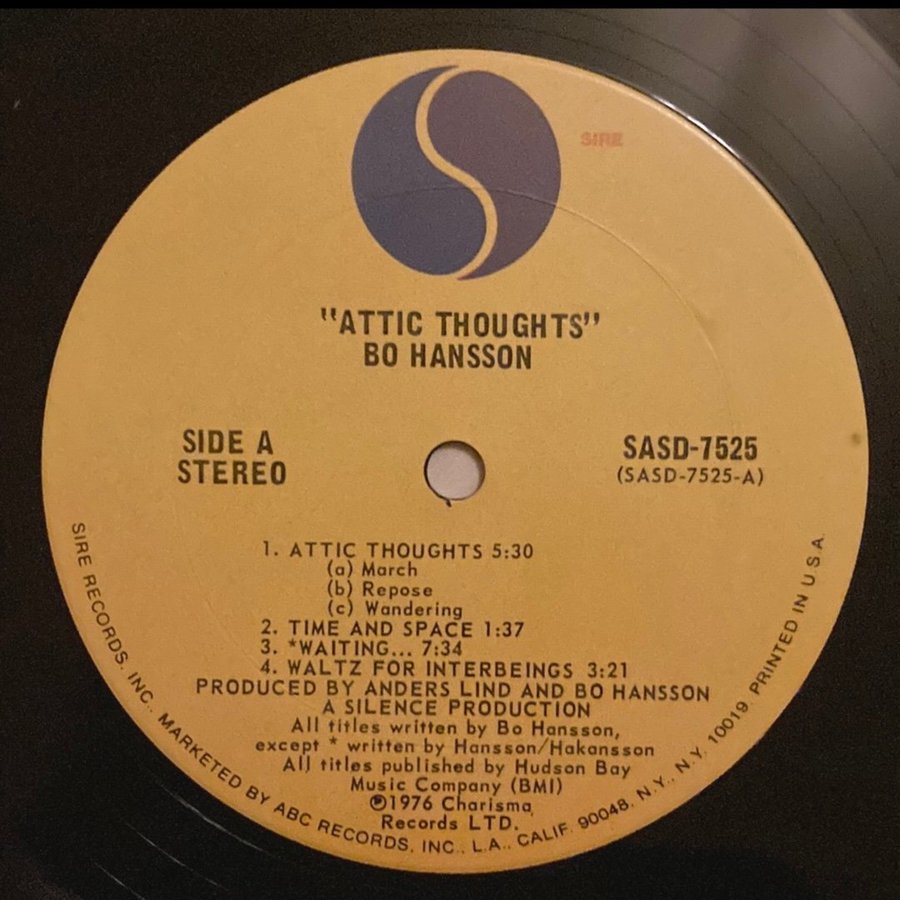 SIRE
"ATTIC THOUGHTS"
BO HANSSON
SIDE A
STEREO
SASD-7525
(SASD-7525-A)
1. ATTIC THOUGHTS 5:30
(a) March
(b) Repose
(c) Wandering
2. TIME AND SPACE 1:37
3. *WAITING... 7:34
4. WALTZ FOR INTERBEINGS 3:21
PRODUCED BY ANDERS LIND AND BO HANSSON
A SILENCE PRODUCTION
All titles written by Bo Hansson,
except * written by Hansson/Hakansson
All titles published by Hudson Bay
Music Company (BMI)
℗1976 Charisma
Records LTD.
SIRE RECORDS, INC., MARKETED BY ABC RECORDS, INC., L.A., CALIF. 90048, N.Y., N.Y. 10019 PRINTED IN U.S.A.